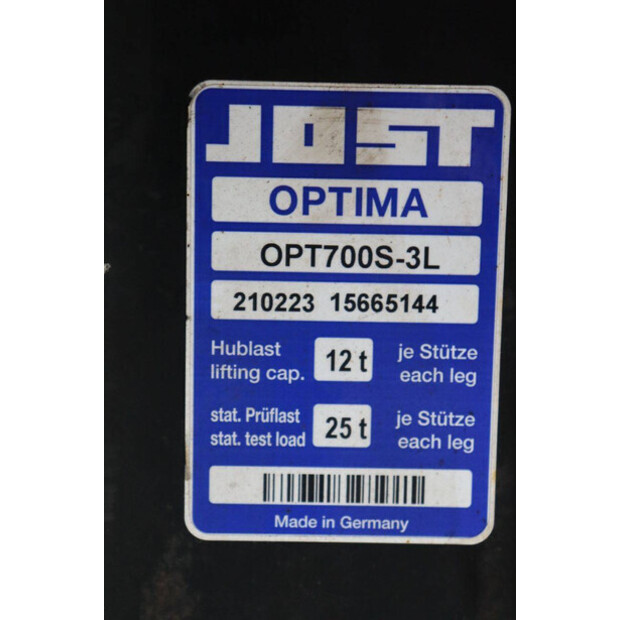 JOST
OPTIMA
OPT700S-3L
210223 15665144
Hublast 12 t je Stütze
lifting cap. each leg
stat. Prüflast 25 t je Stütze
stat. test load each leg
Made in Germany